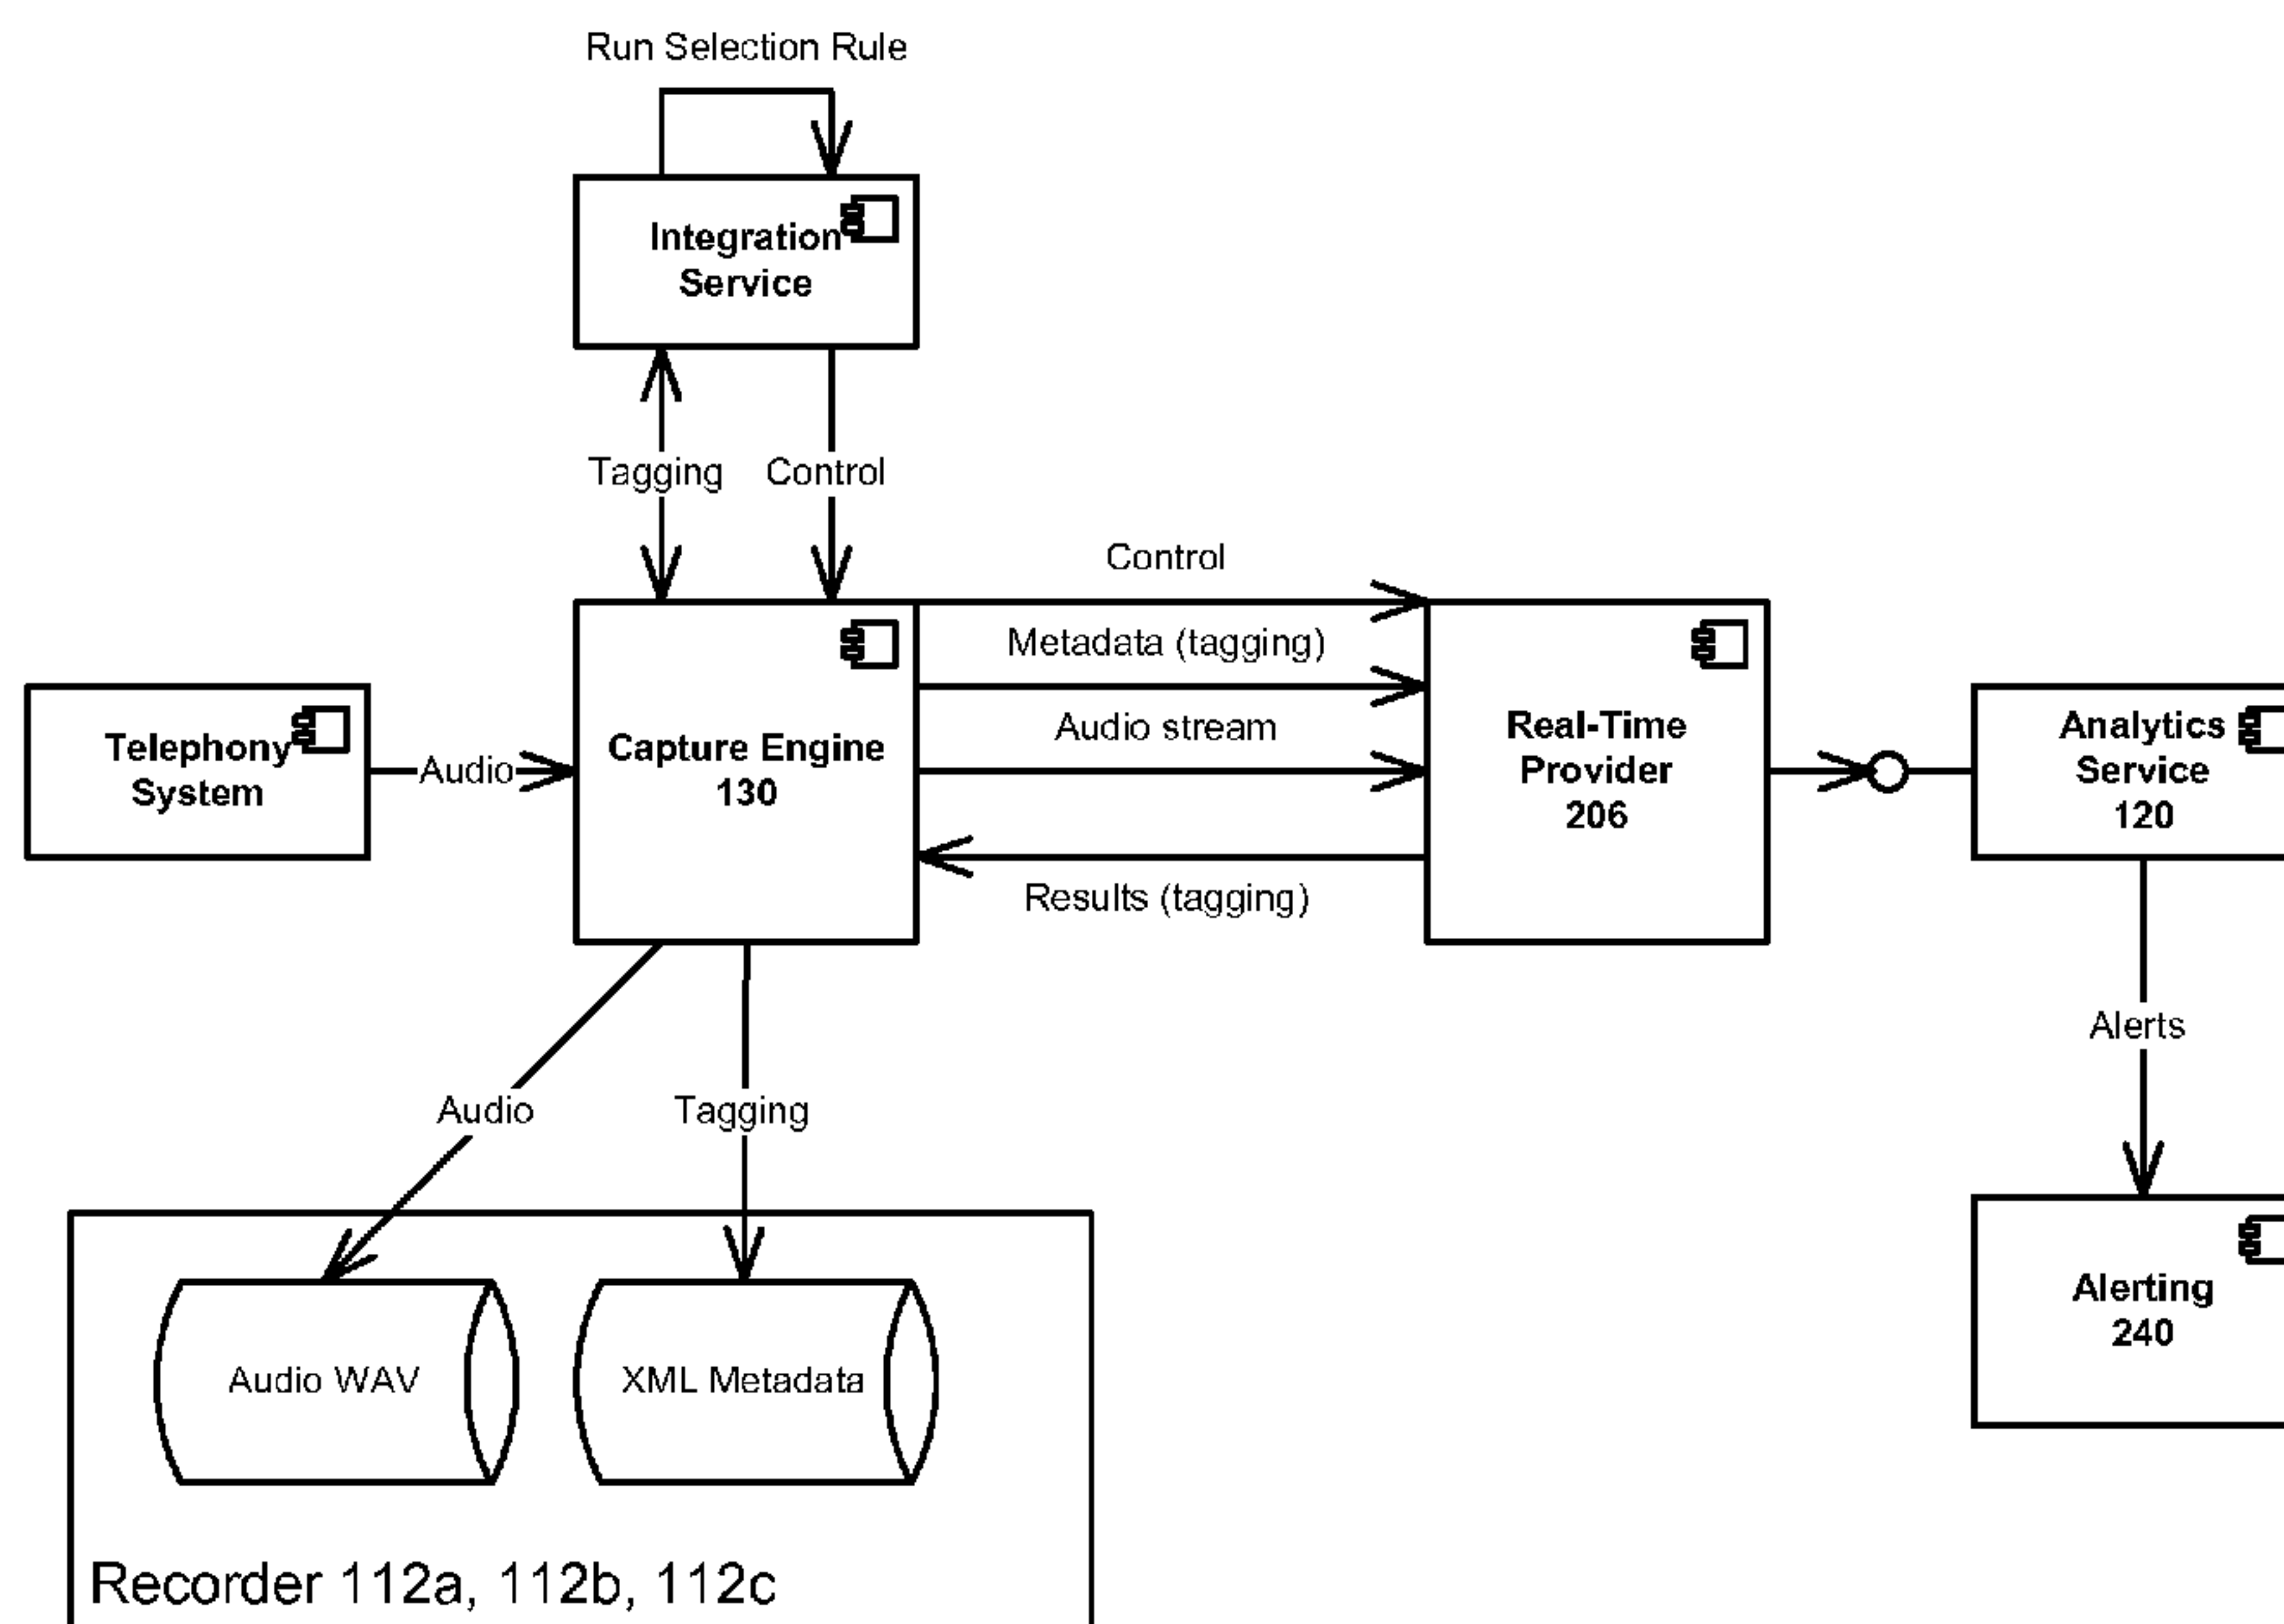 Run Selection Rule
Integration
Service
Tagging
Control
Control
Metadata (tagging)
Audio stream
Results (tagging)
Telephony
System
Audio
Capture Engine
130
Real-Time
Provider
206
Analytics
Service
120
Alerts
Audio
Tagging
Alerting
240
Audio WAV
XML Metadata
Recorder 112a, 112b, 112c